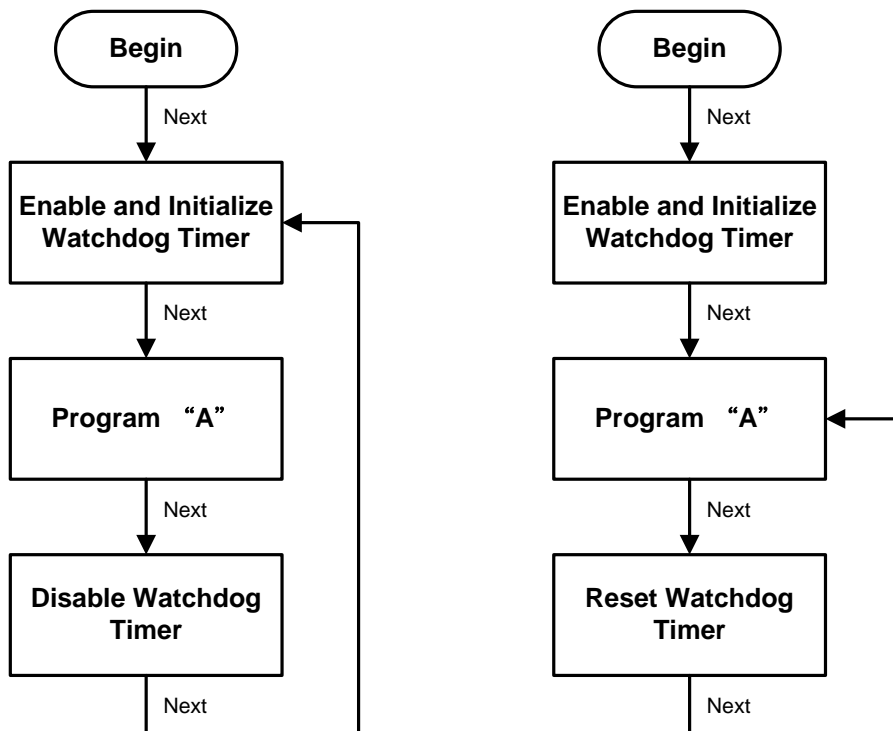 Begin
Next
Enable and Initialize
Watchdog Timer
Next
Program “A”
Next
Disable Watchdog
Timer
Next
Begin
Next
Enable and Initialize
Watchdog Timer
Next
Program “A”
Next
Reset Watchdog
Timer
Next